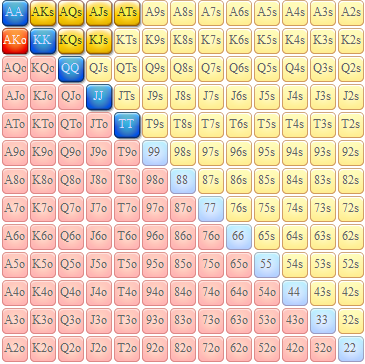 AA AKs AQs AJs ATs A9s A8s A7s A6s A5s A4s A3s A2s
AKo KK KQs KJs KTs K9s K8s K7s K6s K5s K4s K3s K2s
AQo KQo QQ QJs QTs Q9s Q8s Q7s Q6s Q5s Q4s Q3s Q2s
AJo KJo QJo JJ JTs J9s J8s J7s J6s J5s J4s J3s J2s
ATo KTo QTo JTo TT T9s T8s T7s T6s T5s T4s T3s T2s
A9o K9o Q9o J9o T9o 99 98s 97s 96s 95s 94s 93s 92s
A8o K8o Q8o J8o T8o 98o 88 87s 86s 85s 84s 83s 82s
A7o K7o Q7o J7o T7o 97o 87o 77 76s 75s 74s 73s 72s
A6o K6o Q6o J6o T6o 96o 86o 76o 66 65s 64s 63s 62s
A5o K5o Q5o J5o T5o 95o 85o 75o 65o 55 54s 53s 52s
A4o K4o Q4o J4o T4o 94o 84o 74o 64o 54o 44 43s 42s
A3o K3o Q3o J3o T3o 93o 83o 73o 63o 53o 43o 33 32s
A2o K2o Q2o J2o T2o 92o 82o 72o 62o 52o 42o 32o 22